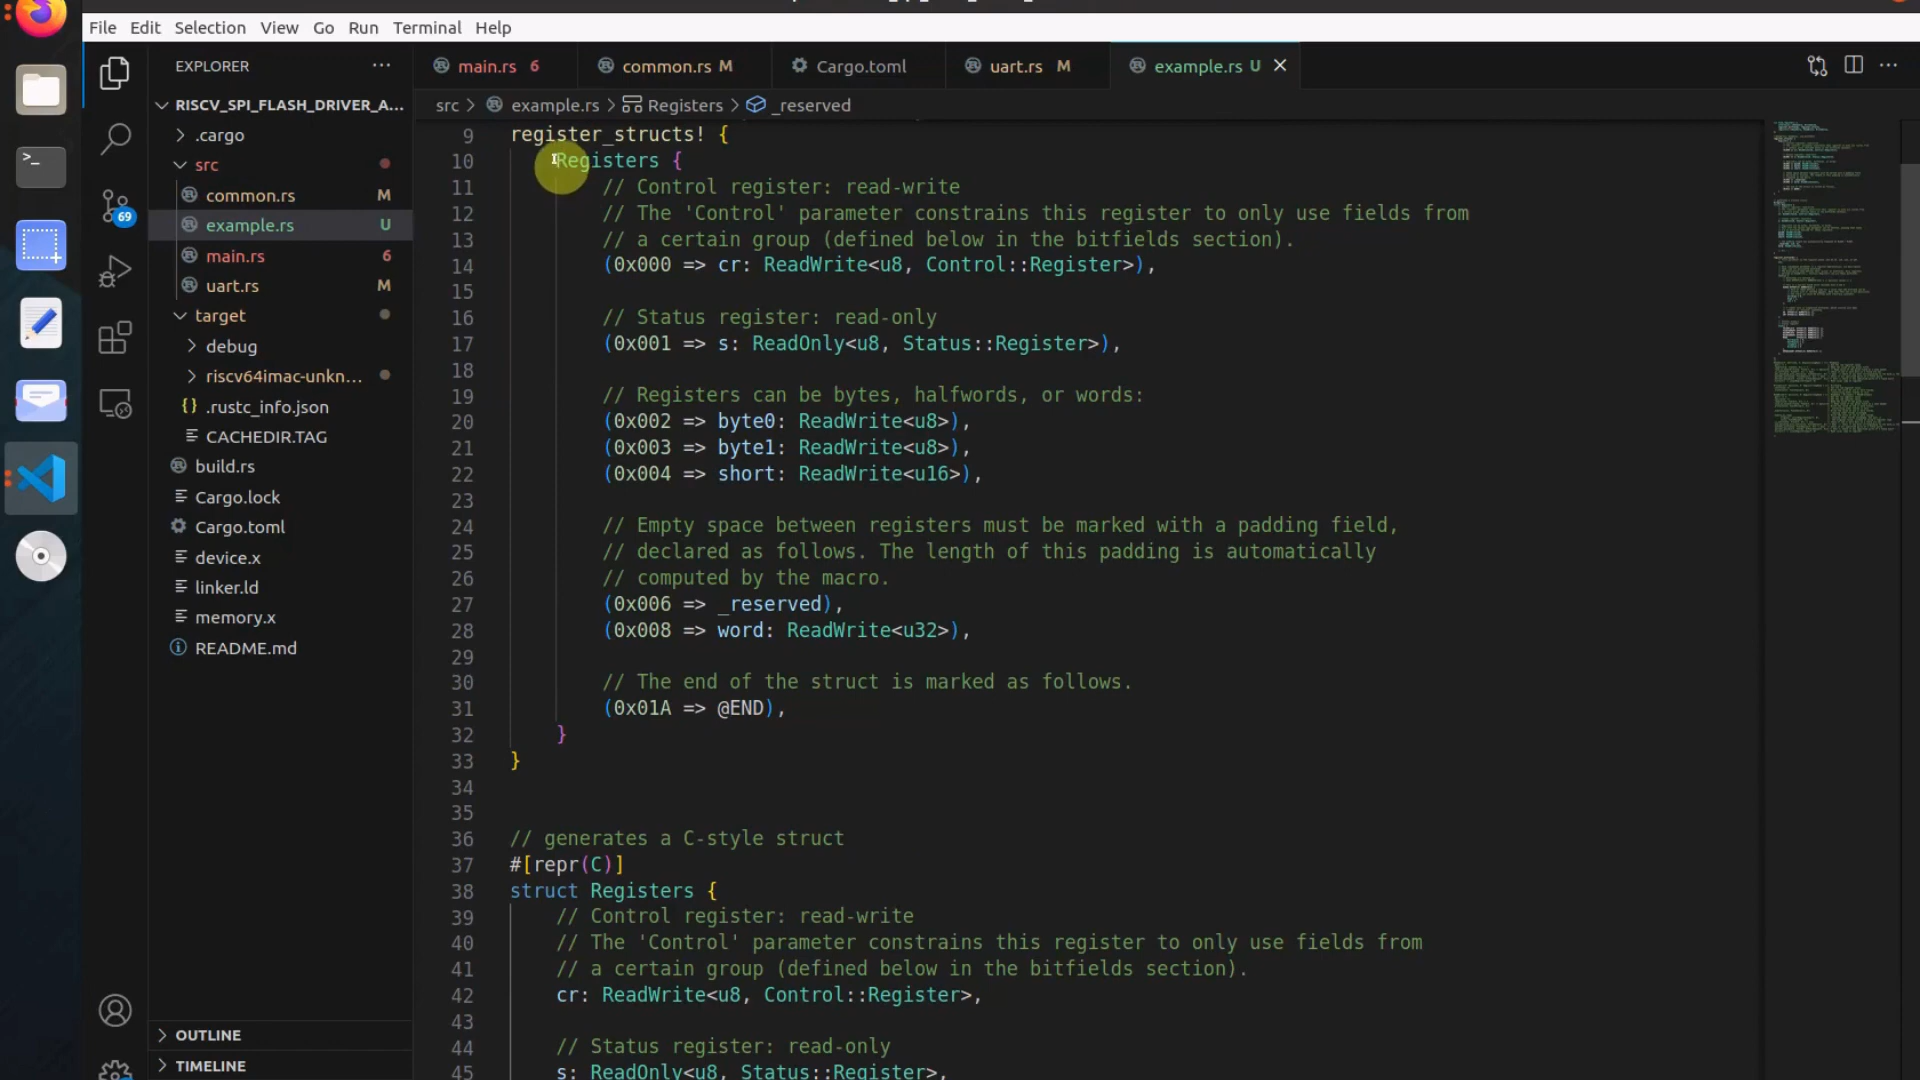 File Edit Selection View Go Run Terminal Help
EXPLORER ···
RISCV_SPI_FLASH_DRIVER_A...
.cargo
src
common.rs M
example.rs U
main.rs 6
uart.rs M
target
debug
riscv64imac-unkn...
.rustc_info.json
CACHEDIR.TAG
build.rs
Cargo.lock
Cargo.toml
device.x
linker.ld
memory.x
README.md
OUTLINE
TIMELINE
69
main.rs 6 common.rs M Cargo.toml uart.rs M example.rs U
src > example.rs > Registers > _reserved
9 register_structs! {
10 Registers {
11 // Control register: read-write
12 // The 'Control' parameter constrains this register to only use fields from
13 // a certain group (defined below in the bitfields section).
14 (0x000 => cr: ReadWrite<u8, Control::Register>),
15
16 // Status register: read-only
17 (0x001 => s: ReadOnly<u8, Status::Register>),
18
19 // Registers can be bytes, halfwords, or words:
20 (0x002 => byte0: ReadWrite<u8>),
21 (0x003 => byte1: ReadWrite<u8>),
22 (0x004 => short: ReadWrite<u16>),
23
24 // Empty space between registers must be marked with a padding field,
25 // declared as follows. The length of this padding is automatically
26 // computed by the macro.
27 (0x006 => _reserved),
28 (0x008 => word: ReadWrite<u32>),
29
30 // The end of the struct is marked as follows.
31 (0x01A => @END),
32 }
33 }
34
35
36 // generates a C-style struct
37 #[repr(C)]
38 struct Registers {
39 // Control register: read-write
40 // The 'Control' parameter constrains this register to only use fields from
41 // a certain group (defined below in the bitfields section).
42 cr: ReadWrite<u8, Control::Register>,
43
44 // Status register: read-only
45 s: ReadOnly<u8, Status::Register>,